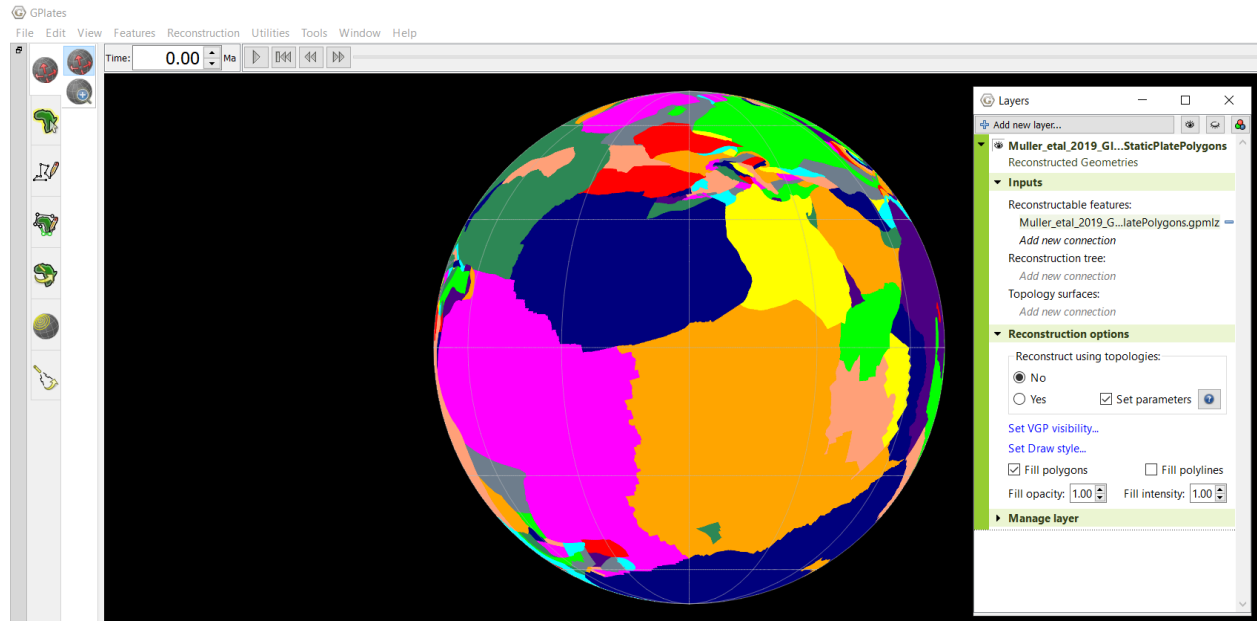 GPlates
File Edit View Features Reconstruction Utilities Tools Window Help
Time: 0.00 Ma
Layers
Add new layer...
Muller_etal_2019_Gl...StaticPlatePolygons
Reconstructed Geometries
Inputs
Reconstructable features:
Muller_etal_2019_G...latePolygons.gpmlz
Add new connection
Reconstruction tree:
Add new connection
Topology surfaces:
Add new connection
Reconstruction options
Reconstruct using topologies:
No
Yes Set parameters
Set VGP visibility...
Set Draw style...
Fill polygons Fill polylines
Fill opacity: 1.00 Fill intensity: 1.00
Manage layer